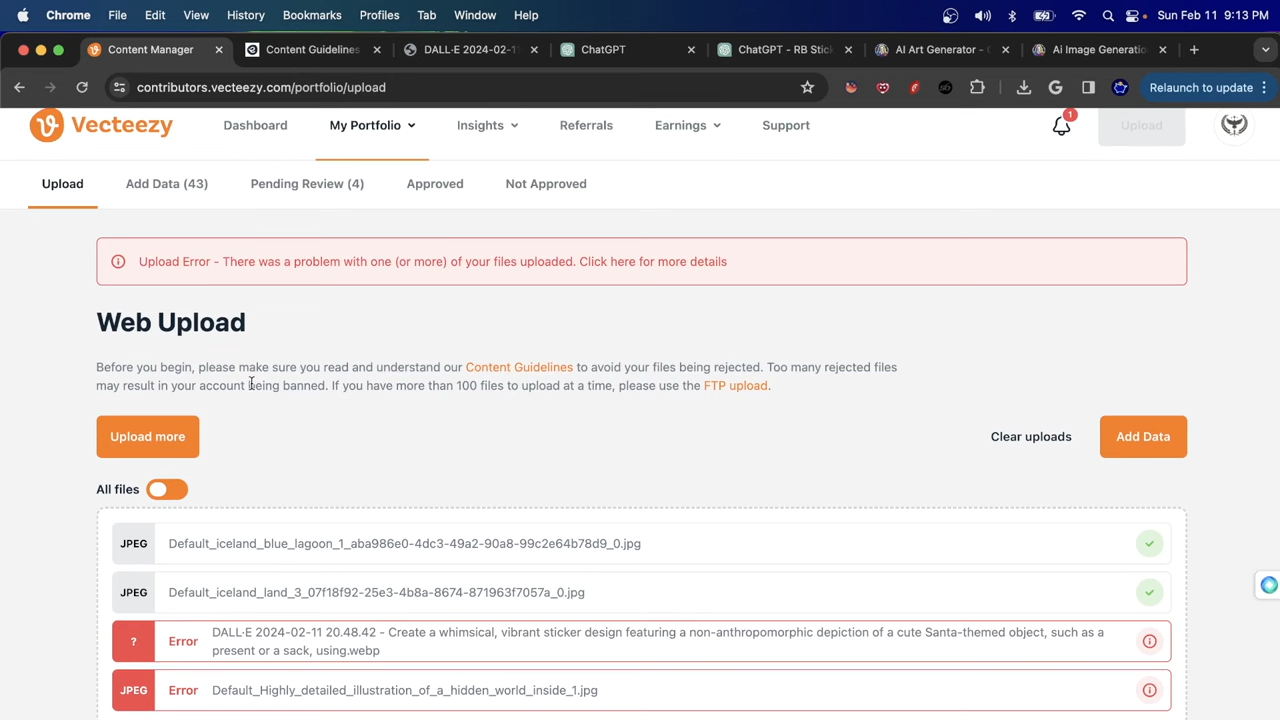 Chrome File Edit View History Bookmarks Profiles Tab Window Help Sun Feb 11 9:13 PM
Content Manager Content Guidelines DALL·E 2024-02-11 ChatGPT ChatGPT - RB Stick AI Art Generator - Ai Image Generatio
contributors.vecteezy.com/portfolio/upload Relaunch to update
Vecteezy Dashboard My Portfolio Insights Referrals Earnings Support 1 Upload
Upload Add Data (43) Pending Review (4) Approved Not Approved
Upload Error - There was a problem with one (or more) of your files uploaded. Click here for more details
Web Upload
Before you begin, please make sure you read and understand our Content Guidelines to avoid your files being rejected. Too many rejected files
may result in your account being banned. If you have more than 100 files to upload at a time, please use the FTP upload.
Upload more Clear uploads Add Data
All files
JPEG Default_iceland_blue_lagoon_1_aba986e0-4dc3-49a2-90a8-99c2e64b78d9_0.jpg
JPEG Default_iceland_land_3_07f18f92-25e3-4b8a-8674-871963f7057a_0.jpg
? Error DALL·E 2024-02-11 20.48.42 - Create a whimsical, vibrant sticker design featuring a non-anthropomorphic depiction of a cute Santa-themed object, such as a
present or a sack, using.webp
JPEG Error Default_Highly_detailed_illustration_of_a_hidden_world_inside_1.jpg